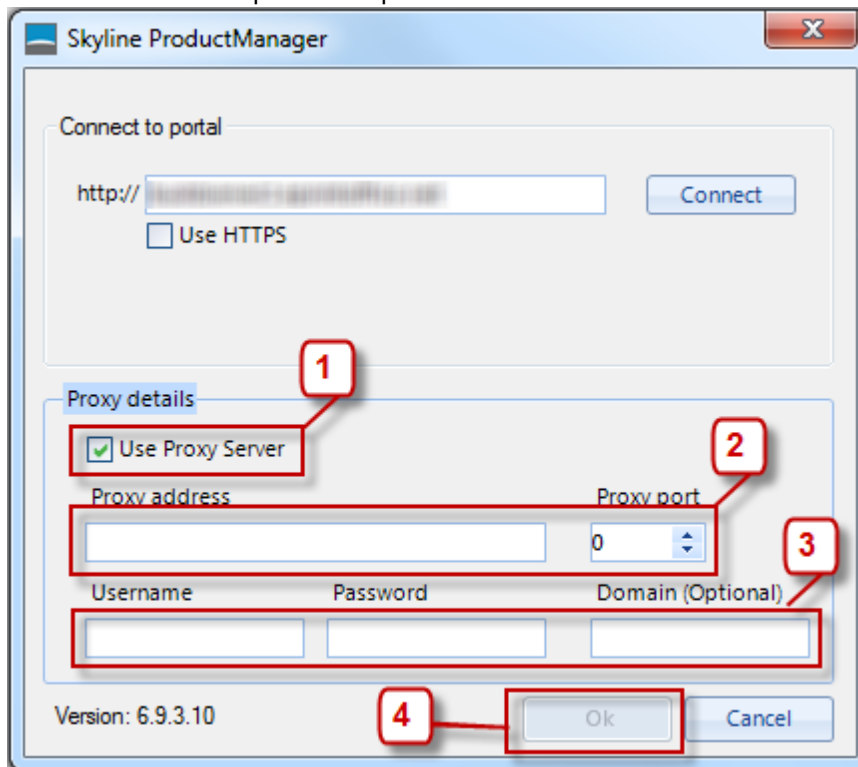 Skyline ProductManager
Connect to portal
http://
Connect
Use HTTPS
1
Proxy details
Use Proxy Server
2
Proxy address
Proxy port
0
3
Username
Password
Domain (Optional)
Version: 6.9.3.10
4
Ok
Cancel